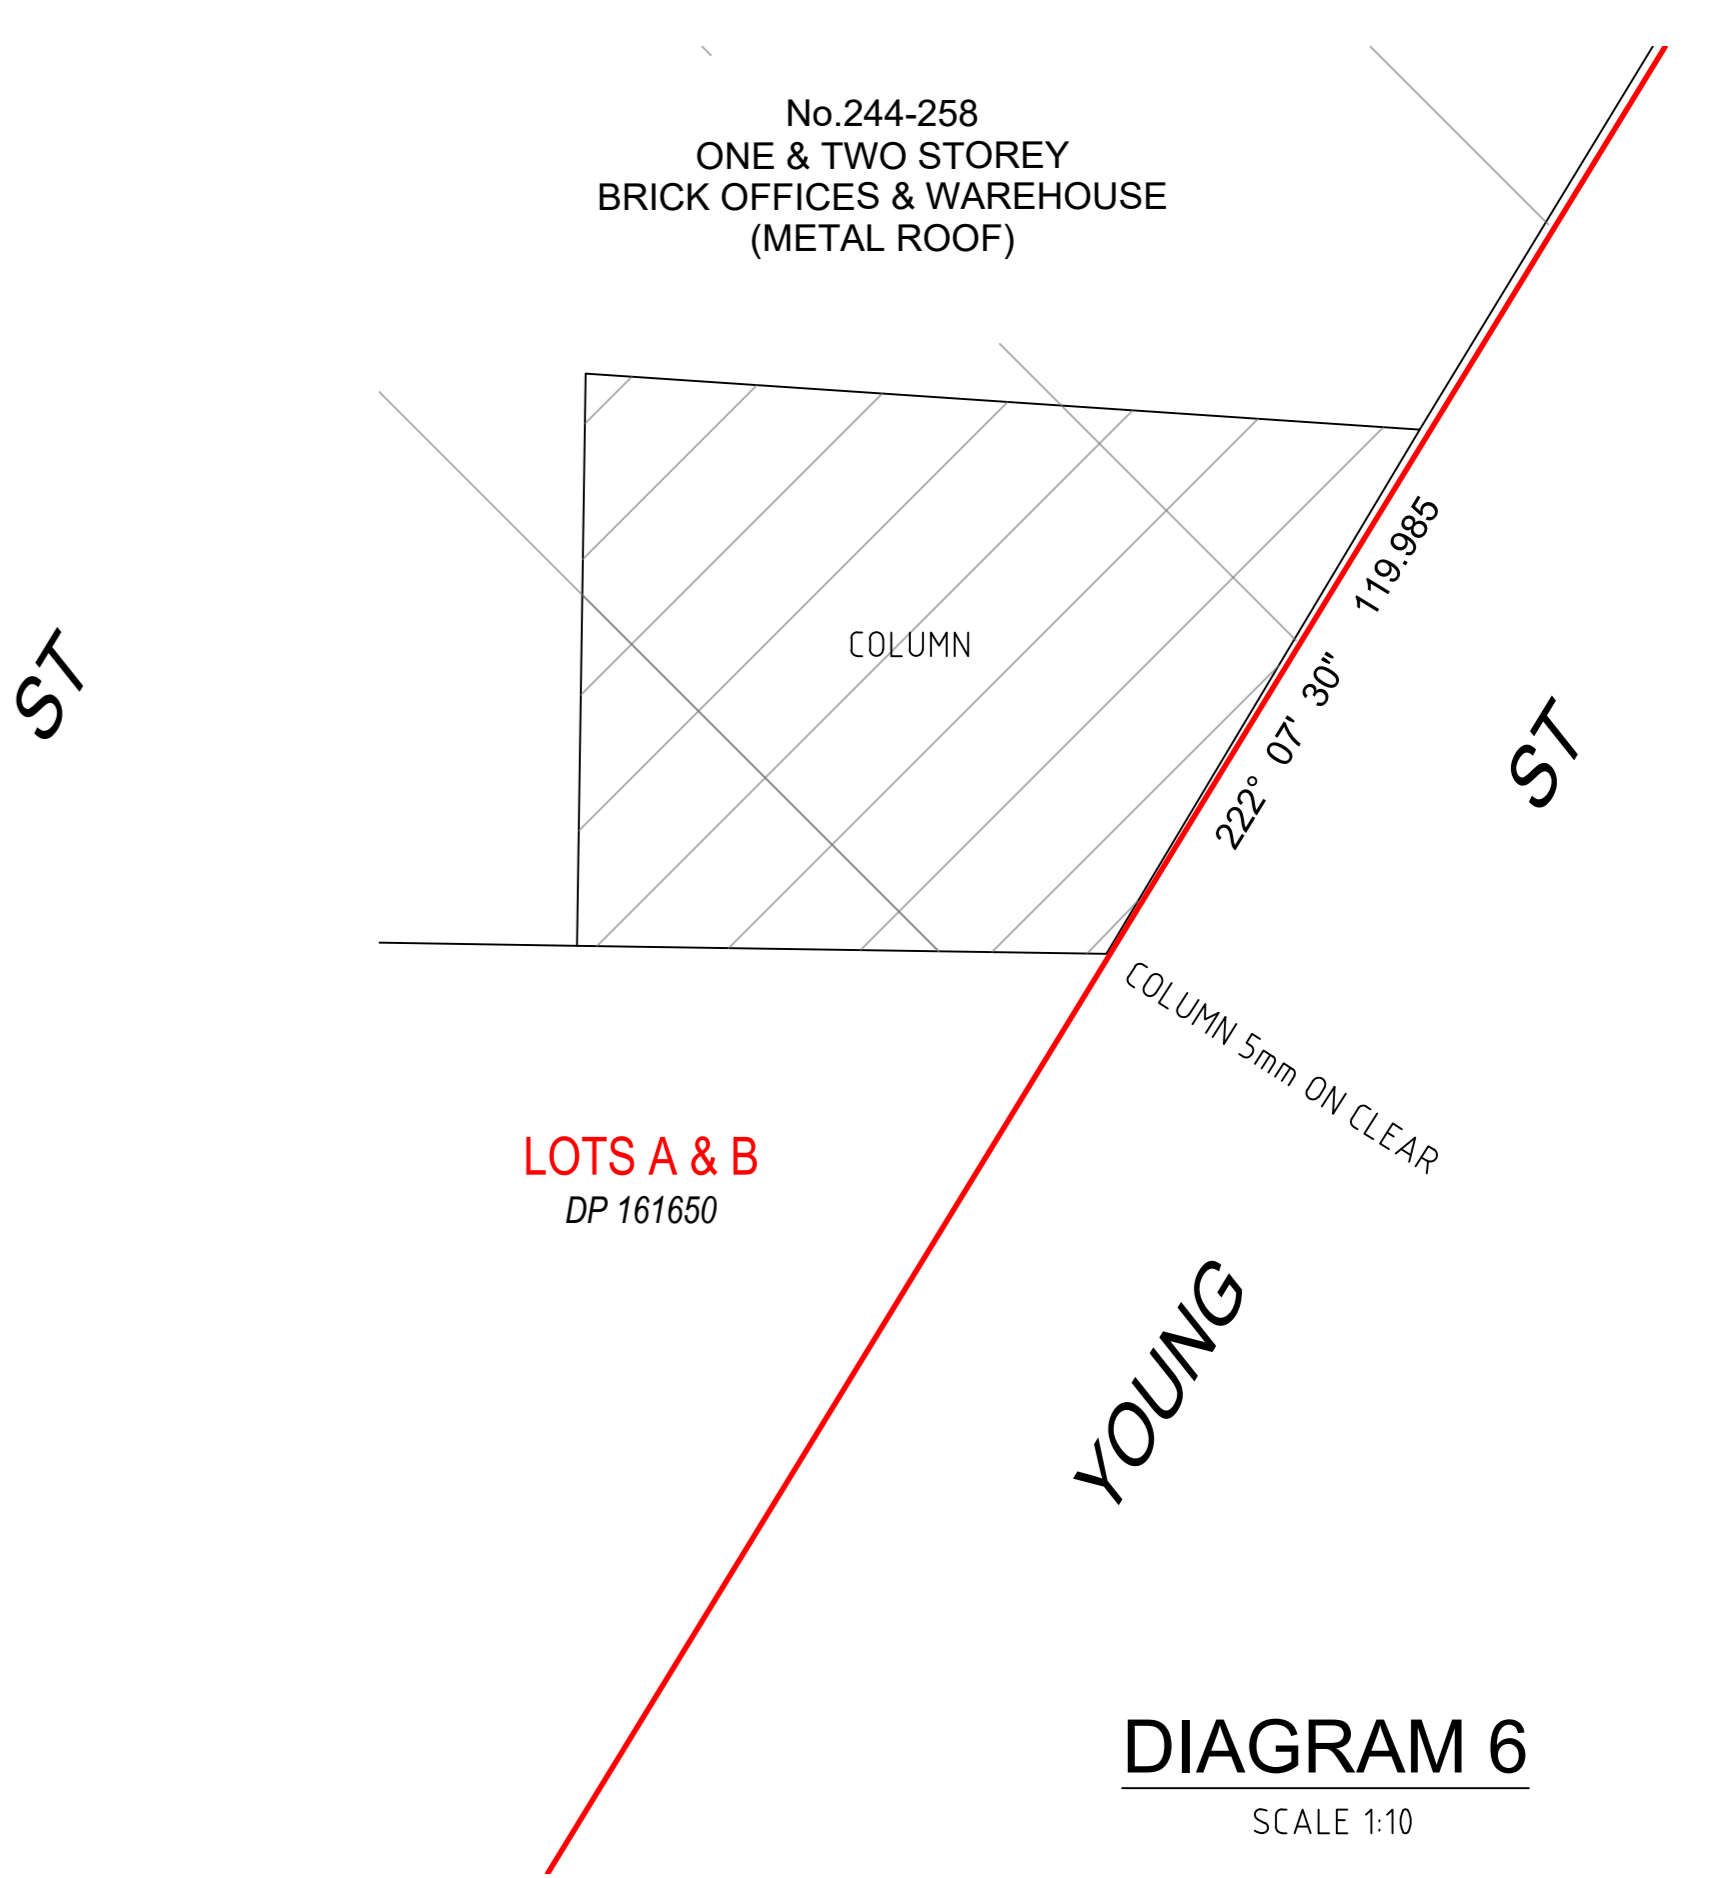 No.244-258
ONE & TWO STOREY
BRICK OFFICES & WAREHOUSE
(METAL ROOF)
119.985
COLUMN
ST
222° 07' 30"
ST
COLUMN 5mm ON CLEAR
LOTS A & B
DP 161650
YOUNG
DIAGRAM 6
SCALE 1:10